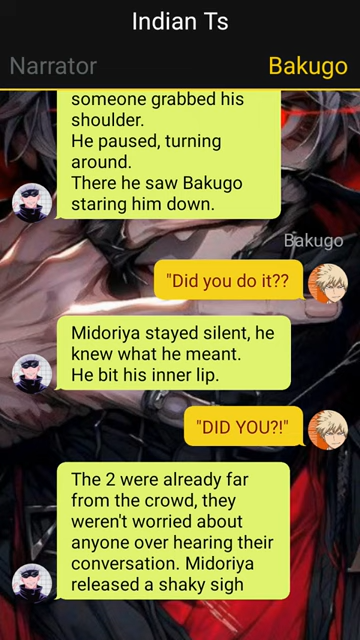 Indian Ts
Narrator
Bakugo
someone grabbed his
shoulder.
He paused, turning
around.
There he saw Bakugo
staring him down.
Bakugo
"Did you do it??
Midoriya stayed silent, he
knew what he meant.
He bit his inner lip.
"DID YOU?!"
The 2 were already far
from the crowd, they
weren't worried about
anyone over hearing their
conversation. Midoriya
released a shaky sigh